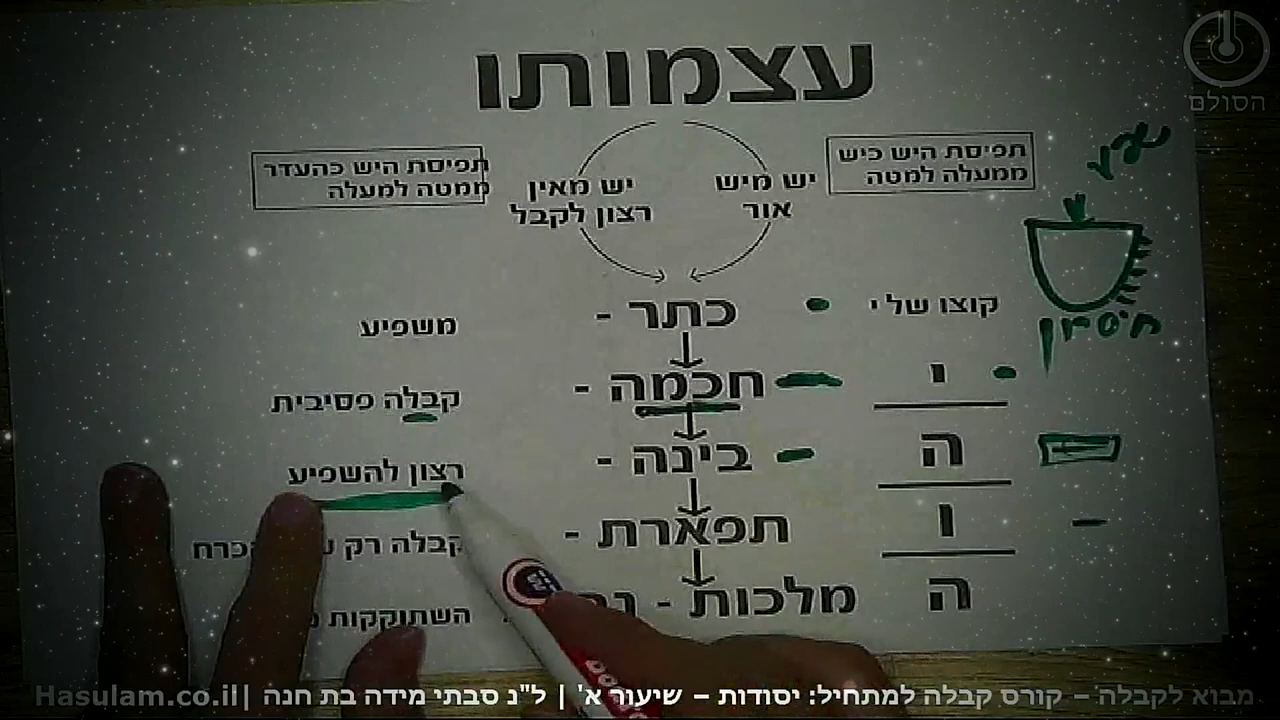 עצמותו
הסולם
תפיסת היש כיש
ממעלה למטה
תפיסת היש כהעדר
ממטה למעלה
יש מיש
אור
יש מאין
רצון לקבל
עצמותו
חיסרון
קוצו של י
כתר -
משפיע
י
חכמה -
קבלה פסיבית
ה
בינה -
רצון להשפיע
ו
תפארת -
קבלה רק
ה
מלכות -
השתוקקות
מבוא לקבלה – קורס קבלה למתחיל: יסודות – שיעור א' | ל"נ סבתי מידה בת חנה |Hasulam.co.il